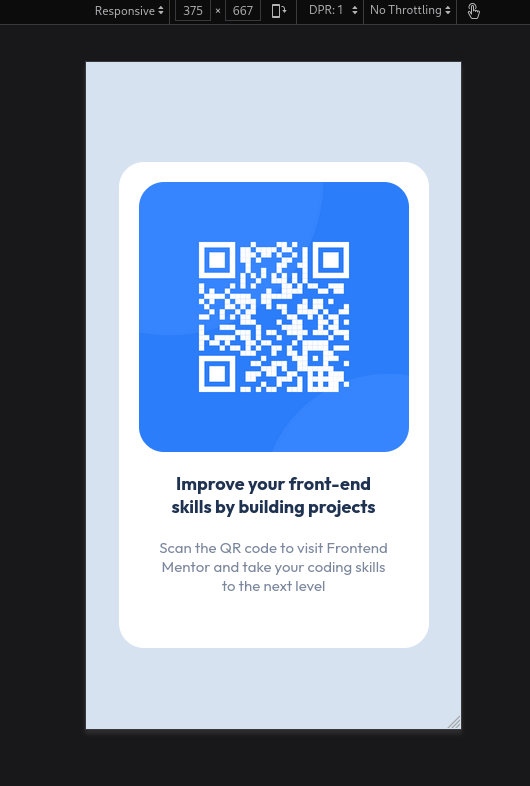 Responsive 375 × 667 DPR: 1 No Throttling
Improve your front-end
skills by building projects
Scan the QR code to visit Frontend
Mentor and take your coding skills
to the next level